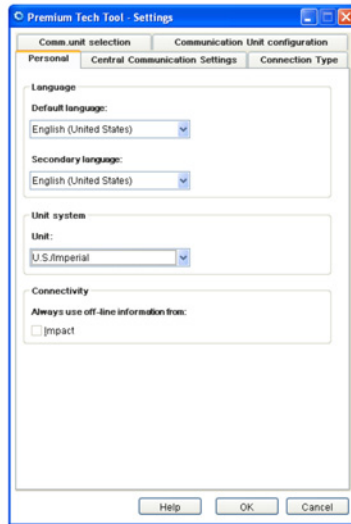 Premium Tech Tool - Settings
Comm.unit selection Communication Unit configuration
Personal Central Communication Settings Connection Type
Language
Default language:
English (United States)
Secondary language:
English (United States)
Unit system
Unit:
U.S./Imperial
Connectivity
Always use off-line information from:
Impact
Help OK Cancel